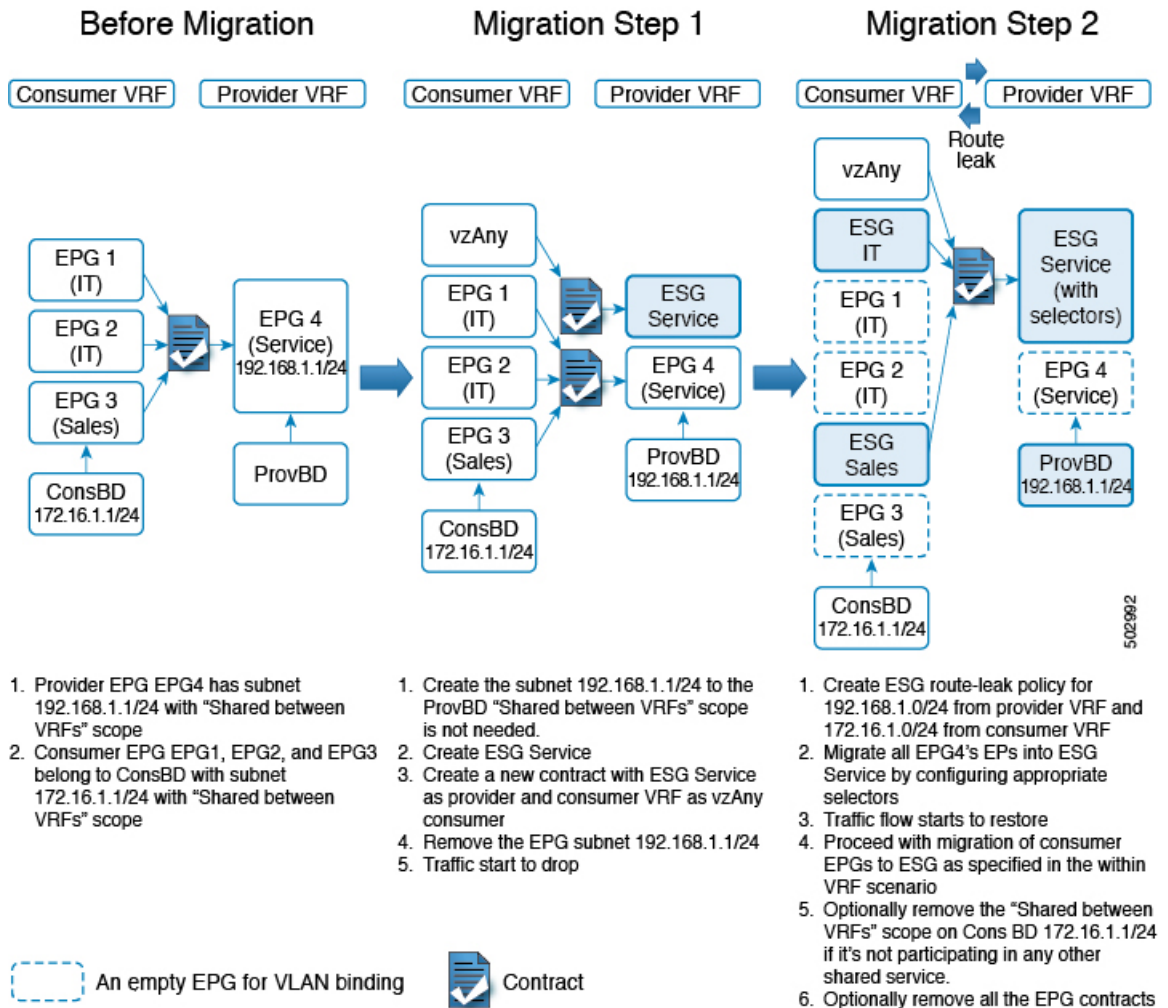 Before Migration
Consumer VRF
Provider VRF
EPG 1
(IT)
EPG 2
(IT)
EPG 3
(Sales)
ConsBD
172.16.1.1/24
EPG 4
(Service)
192.168.1.1/24
ProvBD
Migration Step 1
Consumer VRF
Provider VRF
vzAny
EPG 1
(IT)
EPG 2
(IT)
EPG 3
(Sales)
ConsBD
172.16.1.1/24
ESG
Service
EPG 4
(Service)
ProvBD
192.168.1.1/24
Migration Step 2
Consumer VRF
Provider VRF
Route
leak
vzAny
ESG
IT
EPG 1
(IT)
EPG 2
(IT)
ESG
Sales
EPG 3
(Sales)
ConsBD
172.16.1.1/24
ESG
Service
(with
selectors)
EPG 4
(Service)
ProvBD
192.168.1.1/24
502992
1. Provider EPG EPG4 has subnet
192.168.1.1/24 with “Shared between
VRFs” scope
2. Consumer EPG EPG1, EPG2, and EPG3
belong to ConsBD with subnet
172.16.1.1/24 with “Shared between
VRFs” scope
1. Create the subnet 192.168.1.1/24 to the
ProvBD “Shared between VRFs” scope
is not needed.
2. Create ESG Service
3. Create a new contract with ESG Service
as provider and consumer VRF as vzAny
consumer
4. Remove the EPG subnet 192.168.1.1/24
5. Traffic start to drop
1. Create ESG route-leak policy for
192.168.1.0/24 from provider VRF and
172.16.1.0/24 from consumer VRF
2. Migrate all EPG4’s EPs into ESG
Service by configuring appropriate
selectors
3. Traffic flow starts to restore
4. Proceed with migration of consumer
EPGs to ESG as specified in the within
VRF scenario
5. Optionally remove the “Shared between
VRFs” scope on Cons BD 172.16.1.1/24
if it’s not participating in any other
shared service.
6. Optionally remove all the EPG contracts
An empty EPG for VLAN binding
Contract